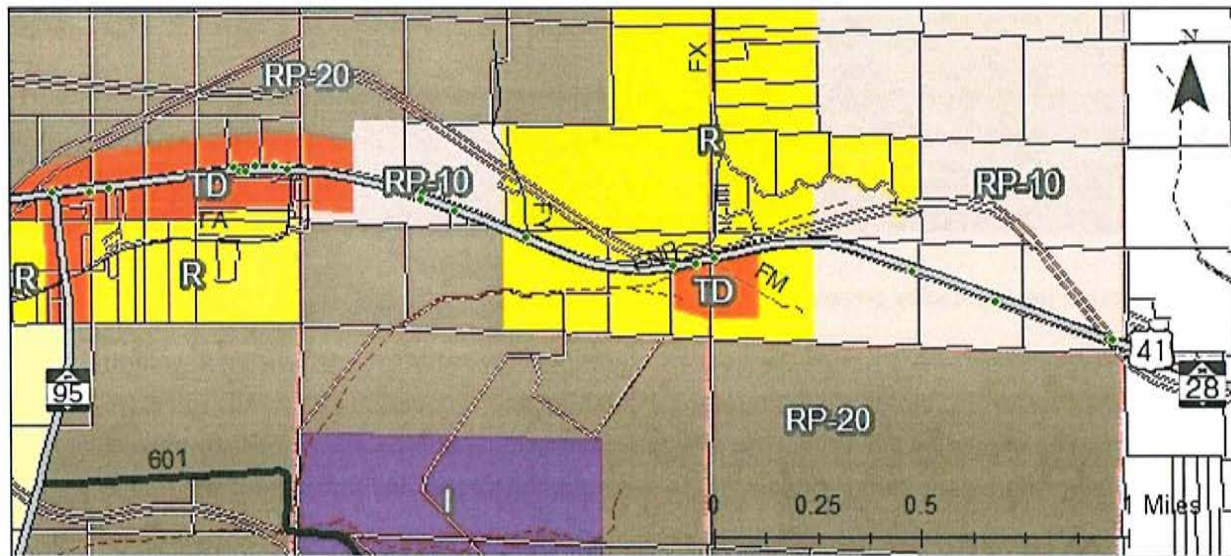 N
FX
RP-20
R
TD
RP-10
RP-10
FA
R
R
TD
FM
41
95
28
RP-20
601
I
0 0.25 0.5 1 Miles